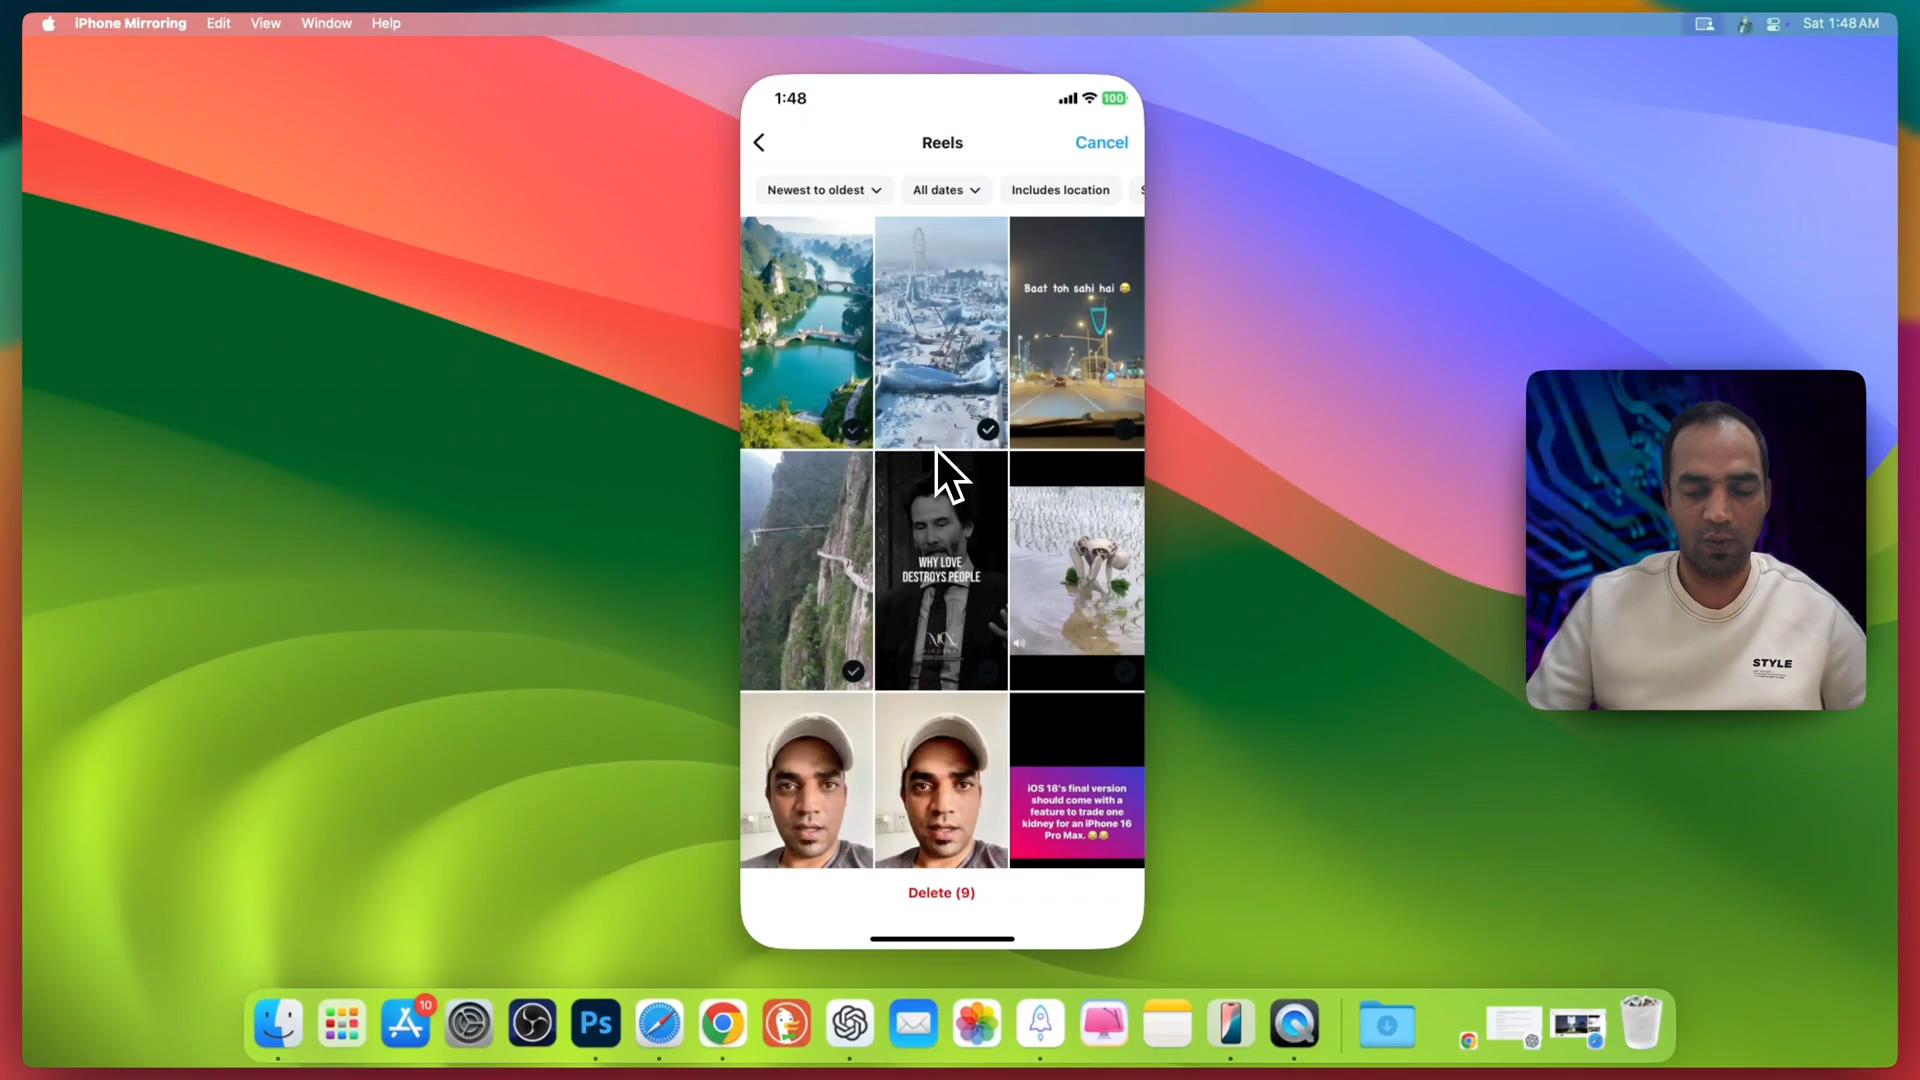 iPhone Mirroring Edit View Window Help
Sat 1:48 AM
1:48
100
Reels
Cancel
Newest to oldest
All dates
Includes location
S
Baat toh sahi hai 😂
WHY LOVE
DESTROYS PEOPLE
iOS 18's final version
should come with a
feature to trade one
kidney for an iPhone 16
Pro Max. 😂😂
Delete (9)
STYLE
10
Ps